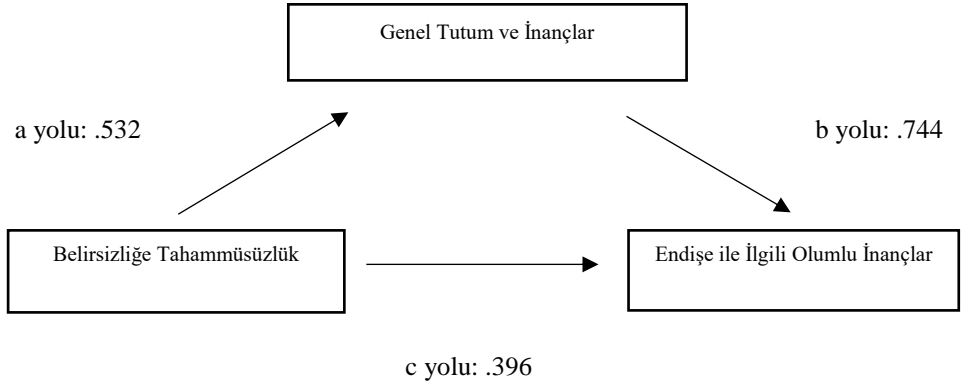 Genel Tutum ve İnançlar
a yolu: .532
b yolu: .744
Belirsizliğe Tahammüsüzlük
Endişe ile İlgili Olumlu İnançlar
c yolu: .396